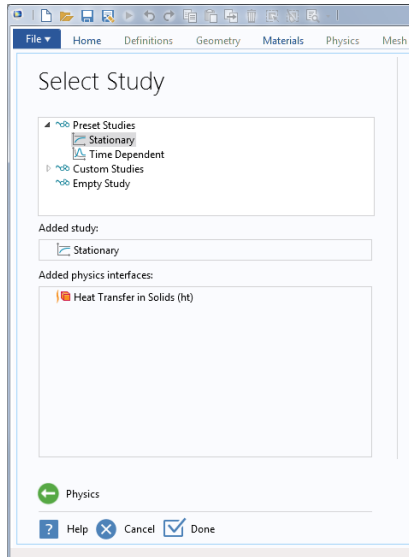 File Home Definitions Geometry Materials Physics Mesh
Select Study
Preset Studies
Stationary
Time Dependent
Custom Studies
Empty Study
Added study:
Stationary
Added physics interfaces:
Heat Transfer in Solids (ht)
Physics
? Help Cancel Done